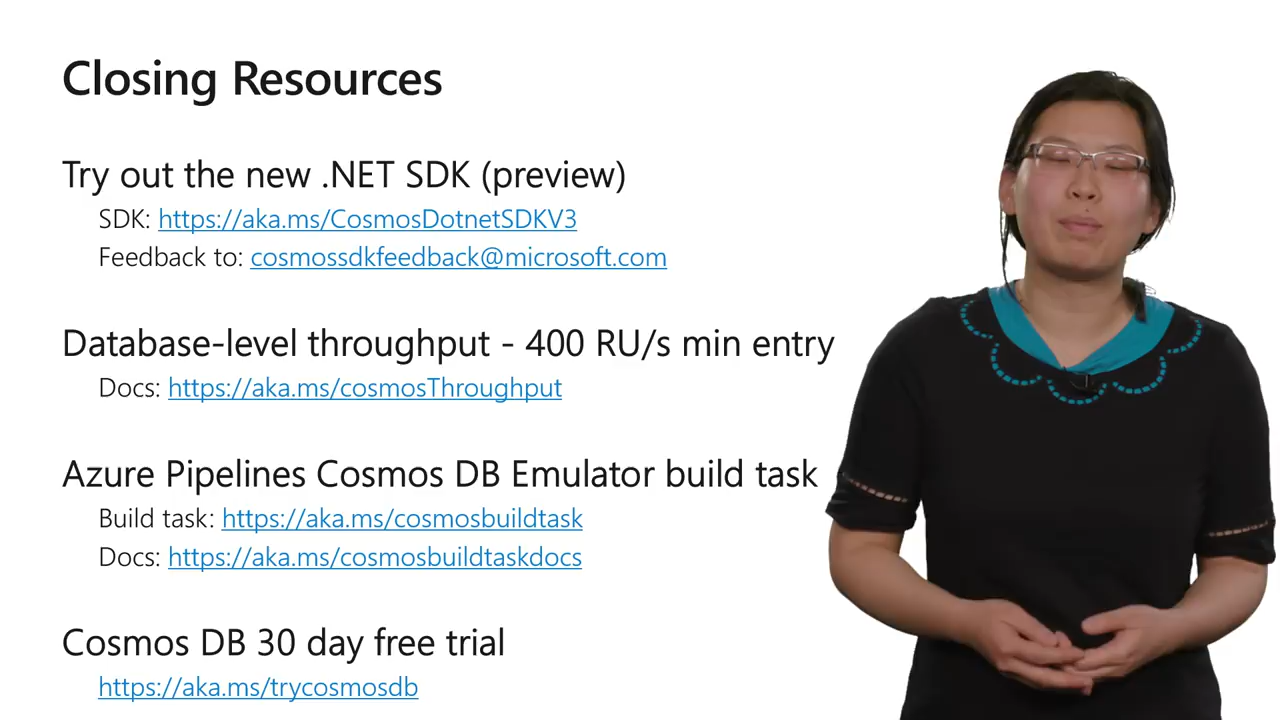 Closing Resources
Try out the new .NET SDK (preview)
SDK: https://aka.ms/CosmosDotnetSDKV3
Feedback to: cosmossdkfeedback@microsoft.com
Database-level throughput - 400 RU/s min entry
Docs: https://aka.ms/cosmosThroughput
Azure Pipelines Cosmos DB Emulator build task
Build task: https://aka.ms/cosmosbuildtask
Docs: https://aka.ms/cosmosbuildtaskdocs
Cosmos DB 30 day free trial
https://aka.ms/trycosmosdb